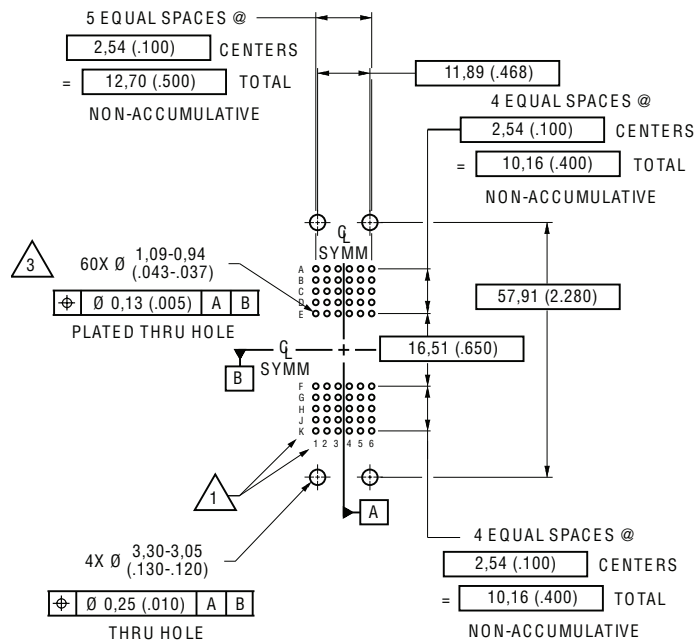 5 EQUAL SPACES @
2,54 (.100) CENTERS
= 12,70 (.500) TOTAL
NON-ACCUMULATIVE
11,89 (.468)
4 EQUAL SPACES @
2,54 (.100) CENTERS
= 10,16 (.400) TOTAL
NON-ACCUMULATIVE
CL
SYMM
3
60X Ø 1,09-0,94
(.043-.037)
⌖ Ø 0,13 (.005) A B
PLATED THRU HOLE
A
B
C
D
E
57,91 (2.280)
CL
SYMM
B
16,51 (.650)
F
G
H
J
K
1 2 3 4 5 6
1
A
4X Ø 3,30-3,05
(.130-.120)
⌖ Ø 0,25 (.010) A B
THRU HOLE
4 EQUAL SPACES @
2,54 (.100) CENTERS
= 10,16 (.400) TOTAL
NON-ACCUMULATIVE